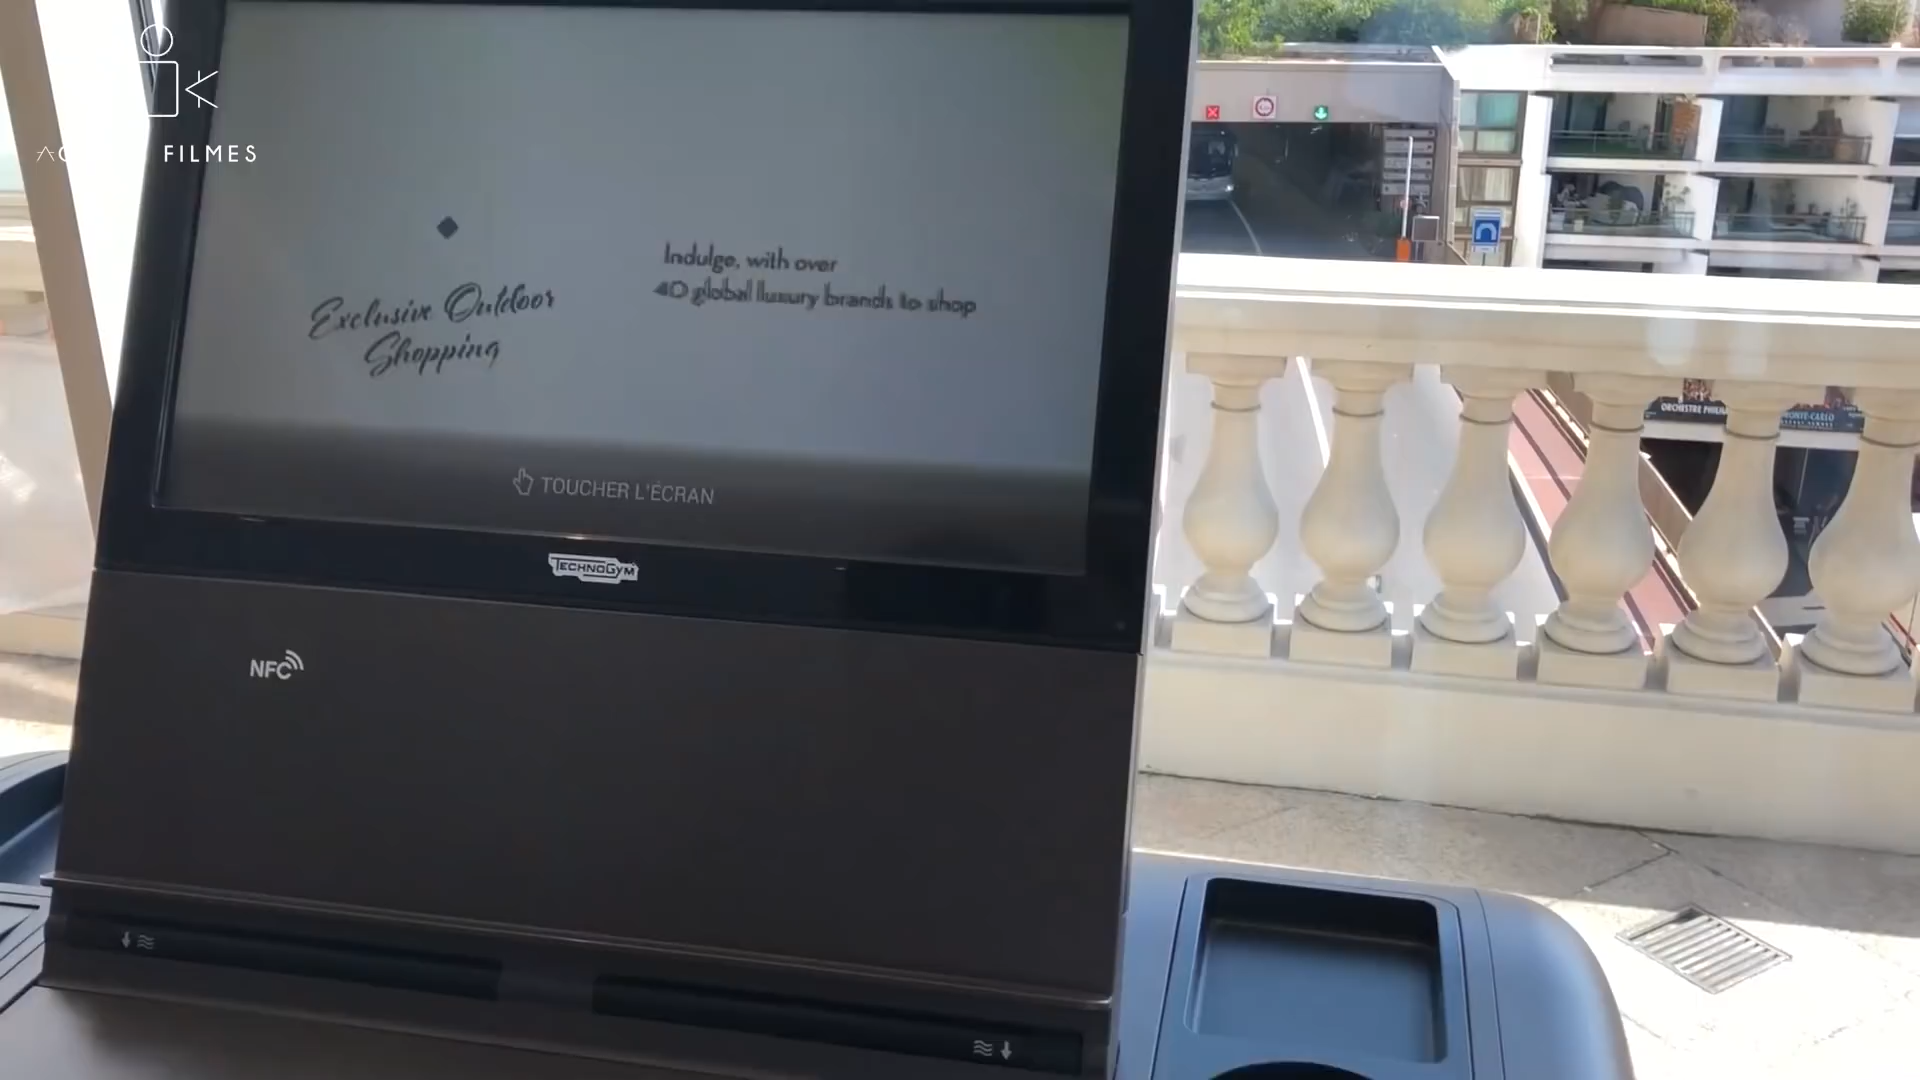 FILMES
Exclusive Outdoor
Shopping
Indulge, with over
40 global luxury brands to shop
TOUCHER L'ÉCRAN
TECHNOGYM
NFC
ORCHESTRE
MONTE-CARLO